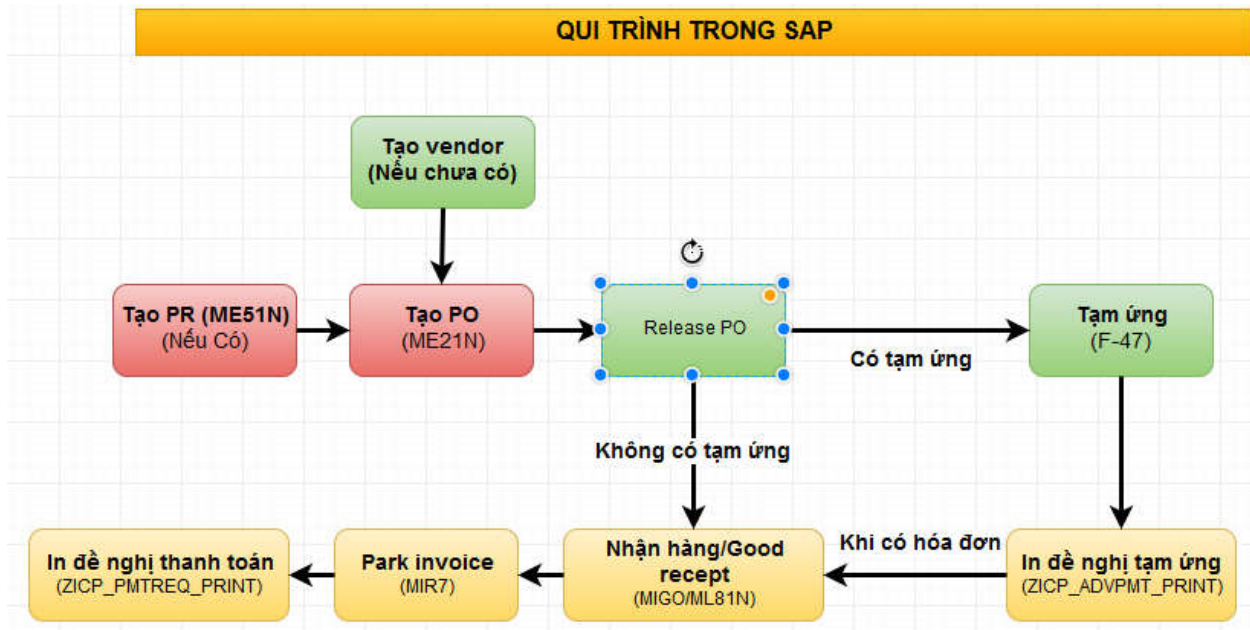 QUI TRÌNH TRONG SAP
Tạo vendor
(Nếu chưa có)
Tạo PR (ME51N)
(Nếu Có)
Tạo PO
(ME21N)
Release PO
Có tạm ứng
Tạm ứng
(F-47)
Không có tạm ứng
In đề nghị thanh toán
(ZICP_PMTREQ_PRINT)
Park invoice
(MIR7)
Nhận hàng/Good
recept
(MIGO/ML81N)
Khi có hóa đơn
In đề nghị tạm ứng
(ZICP_ADVPMT_PRINT)